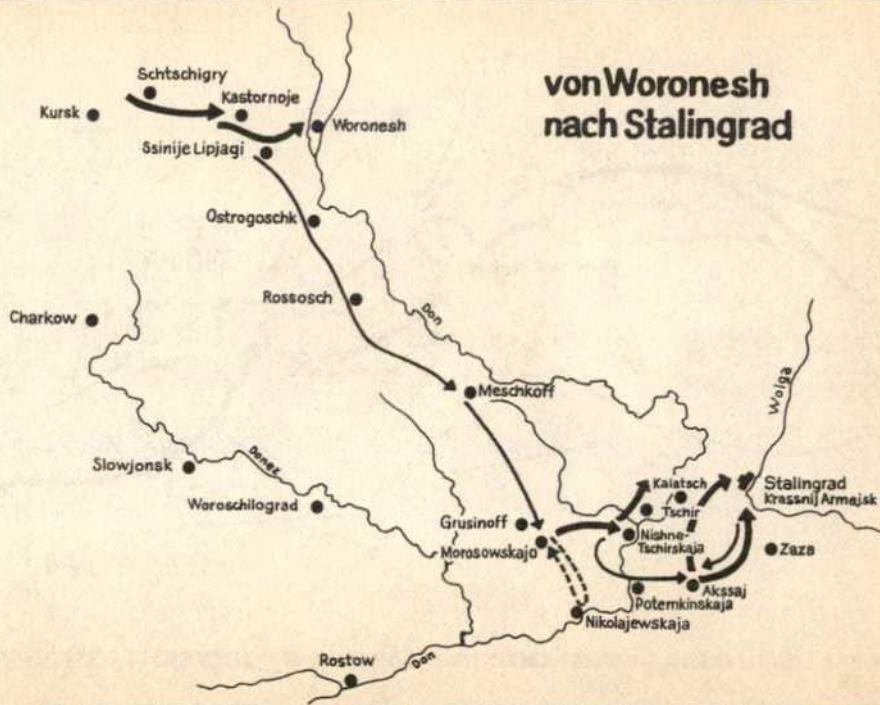 von Woronesh
nach Stalingrad
Schtschigry
Kursk
Kastornoje
Woronesh
Ssinije Lipjagi
Ostrogoschk
Rossosch
Don
Charkow
Meschkoff
Wolga
Slowjonsk
Donez
Woroschilograd
Kalatsch
Tschir
Stalingrad
Krassnij Armejsk
Grusinoff
Morosowskaja
Nishne-
Tschirskaja
Zaza
Akssaj
Potemkinskaja
Nikolajewskaja
Rostow
Don